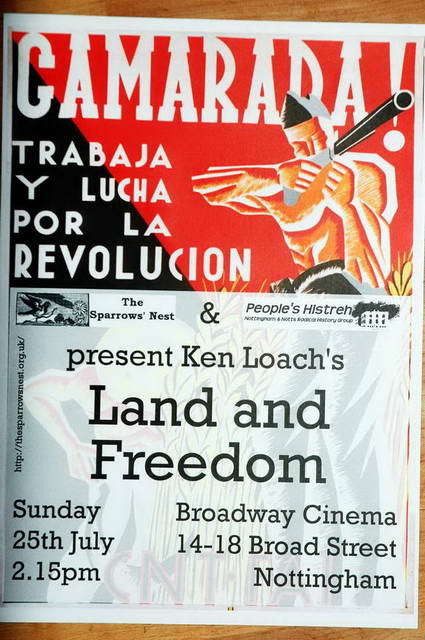 CAMARADA!
TRABAJA
Y LUCHA
POR LA
REVOLUCION
The
Sparrows' Nest
&
People's Histreh
Nottingham & Notts Radical History Group
present Ken Loach's
Land and
Freedom
http://thesparrowsnest.org.uk/
Sunday
25th July
2.15pm
Broadway Cinema
14-18 Broad Street
Nottingham